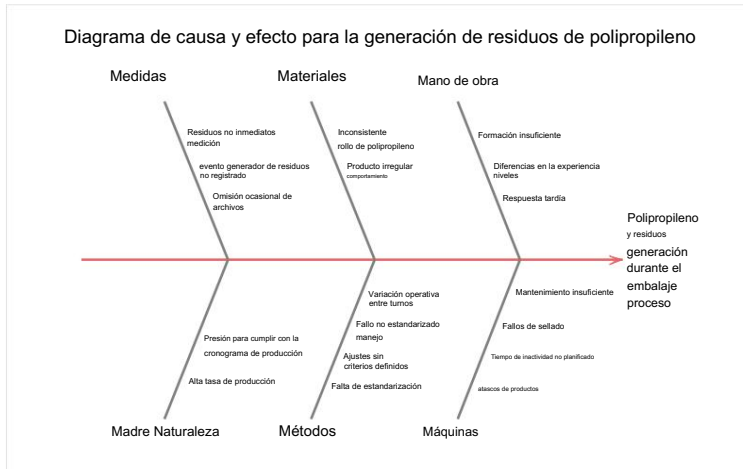 Diagrama de causa y efecto para la generación de residuos de polipropileno
Medidas
Materiales
Mano de obra
Residuos no inmediatos
medición
evento generador de residuos
no registrado
Omisión ocasional de
archivos
Inconsistente
rollo de polipropileno
Producto irregular
comportamiento
Formación insuficiente
Diferencias en la experiencia
niveles
Respuesta tardía
Polipropileno
y residuos
generación
durante el
embalaje
proceso
Presión para cumplir con la
cronograma de producción
Alta tasa de producción
Variación operativa
entre turnos
Fallo no estandarizado
manejo
Ajustes sin
criterios definidos
Falta de estandarización
Mantenimiento insuficiente
Fallos de sellado
Tiempo de inactividad no planificado
atascos de productos
Madre Naturaleza
Métodos
Máquinas